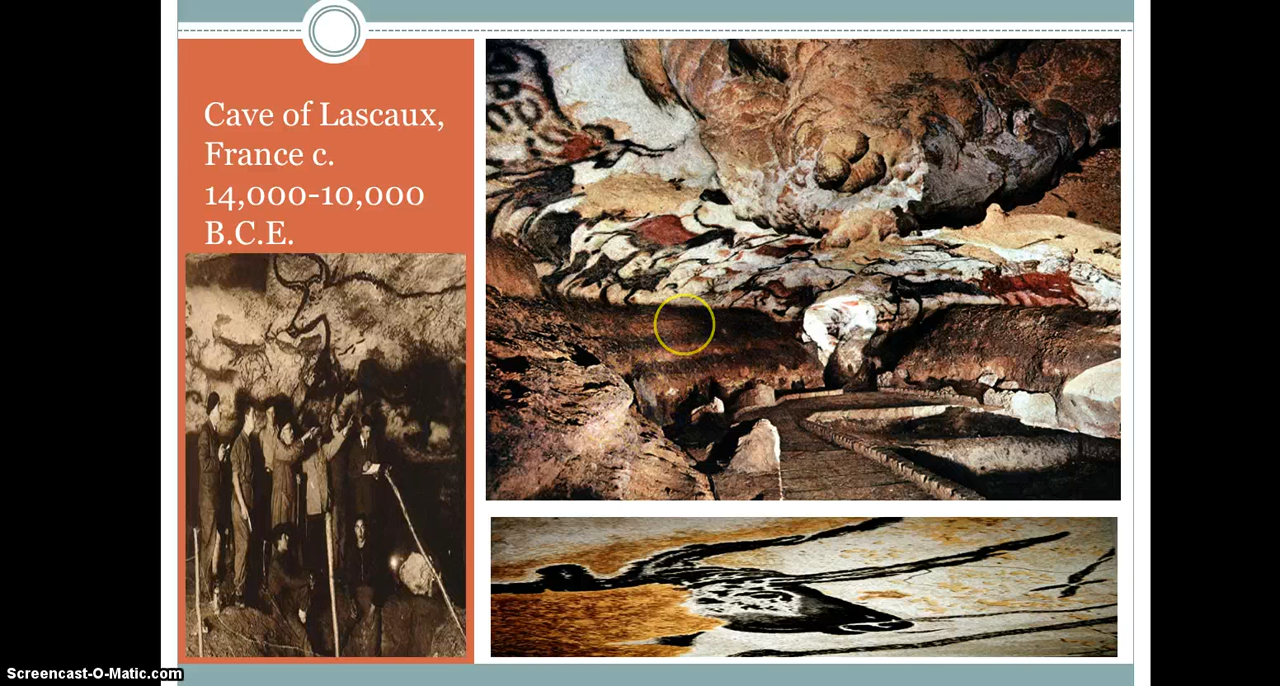 Cave of Lascaux,
France c.
14,000-10,000
B.C.E.
Screencast-O-Matic.com